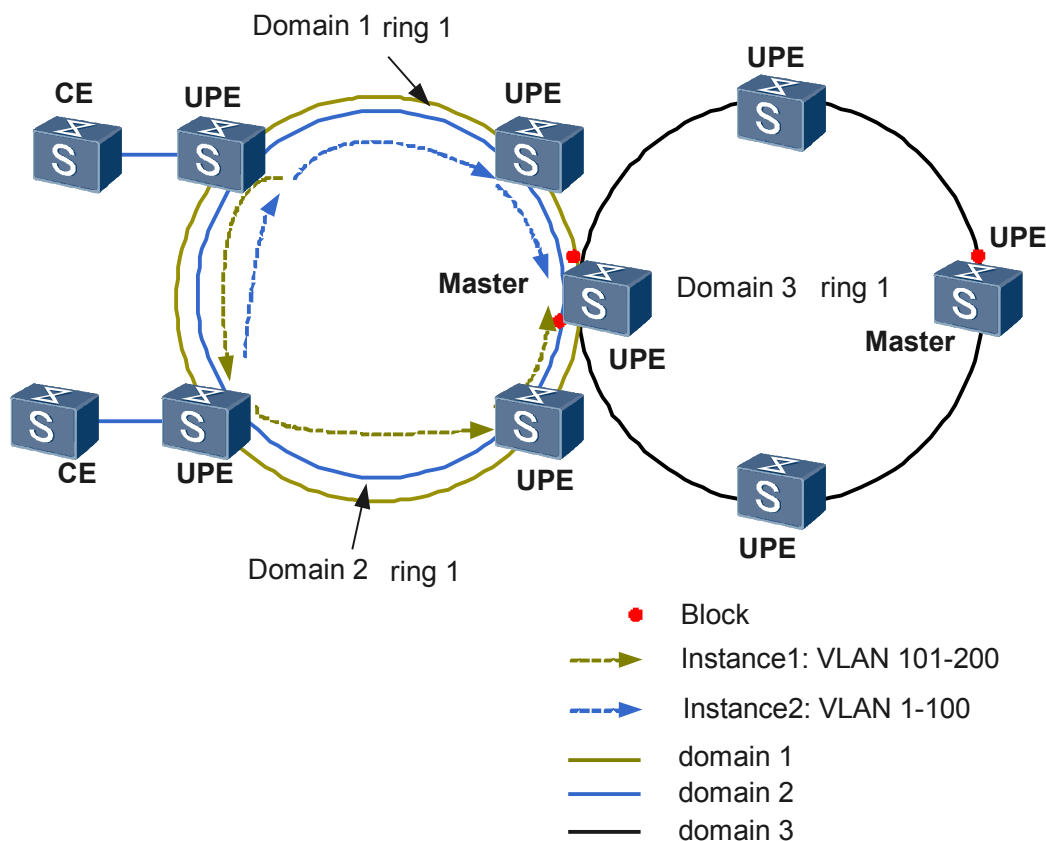 Domain 1 ring 1
CE
UPE
UPE
UPE
S
S
S
S
UPE
Master
Domain 3 ring 1
S
S
Master
UPE
S
S
S
CE
UPE
UPE
S
UPE
Domain 2 ring 1
Block
Instance1: VLAN 101-200
Instance2: VLAN 1-100
domain 1
domain 2
domain 3